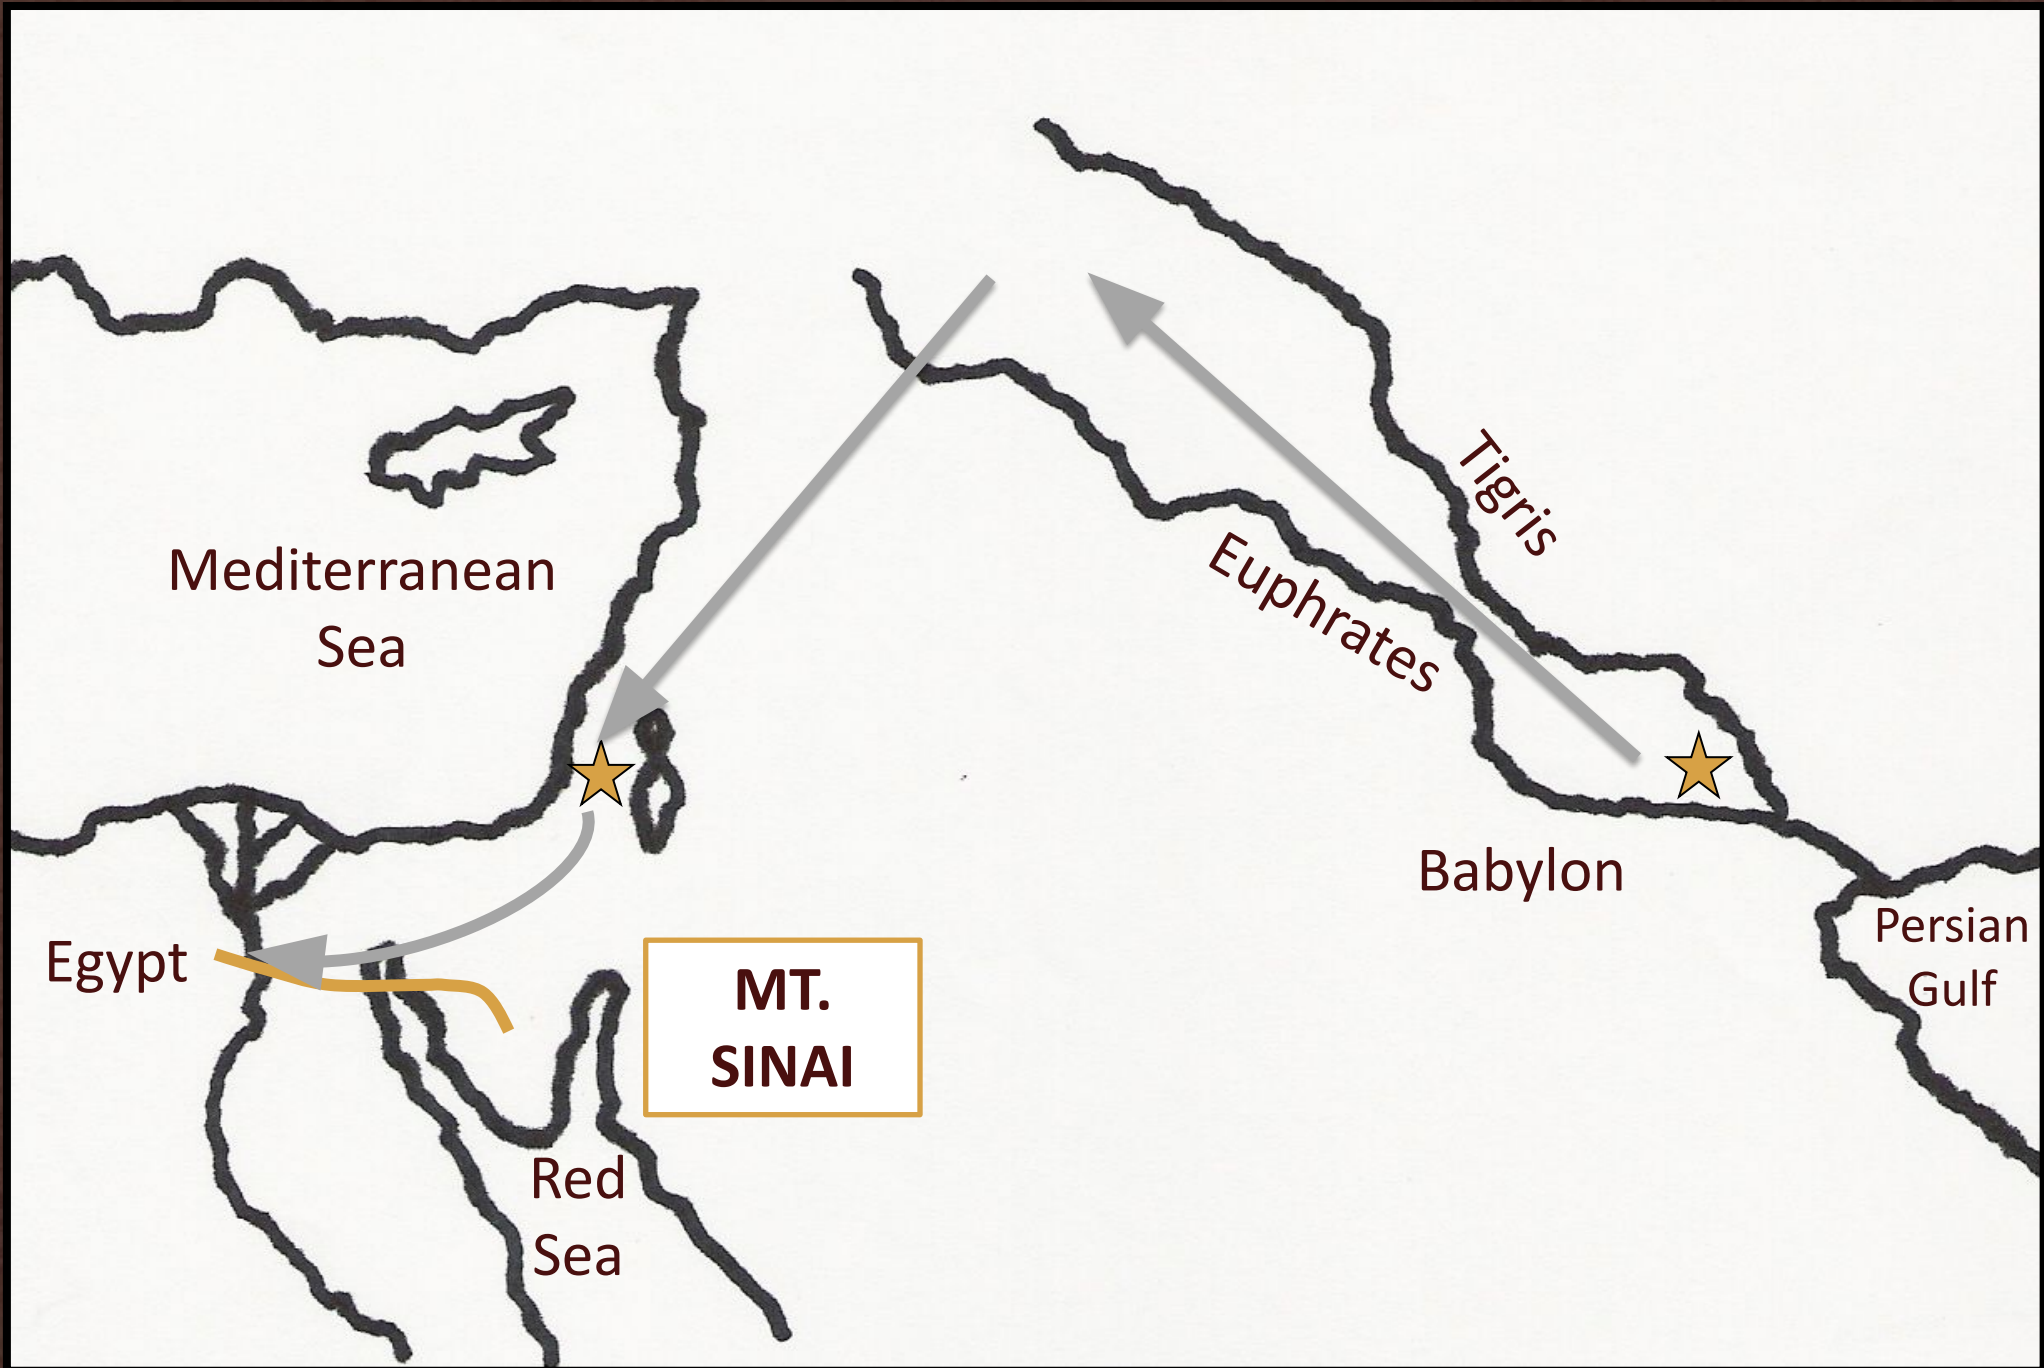 Tigris
Euphrates
Mediterranean
Sea
Babylon
Persian
Gulf
Egypt
MT.
SINAI
Red
Sea